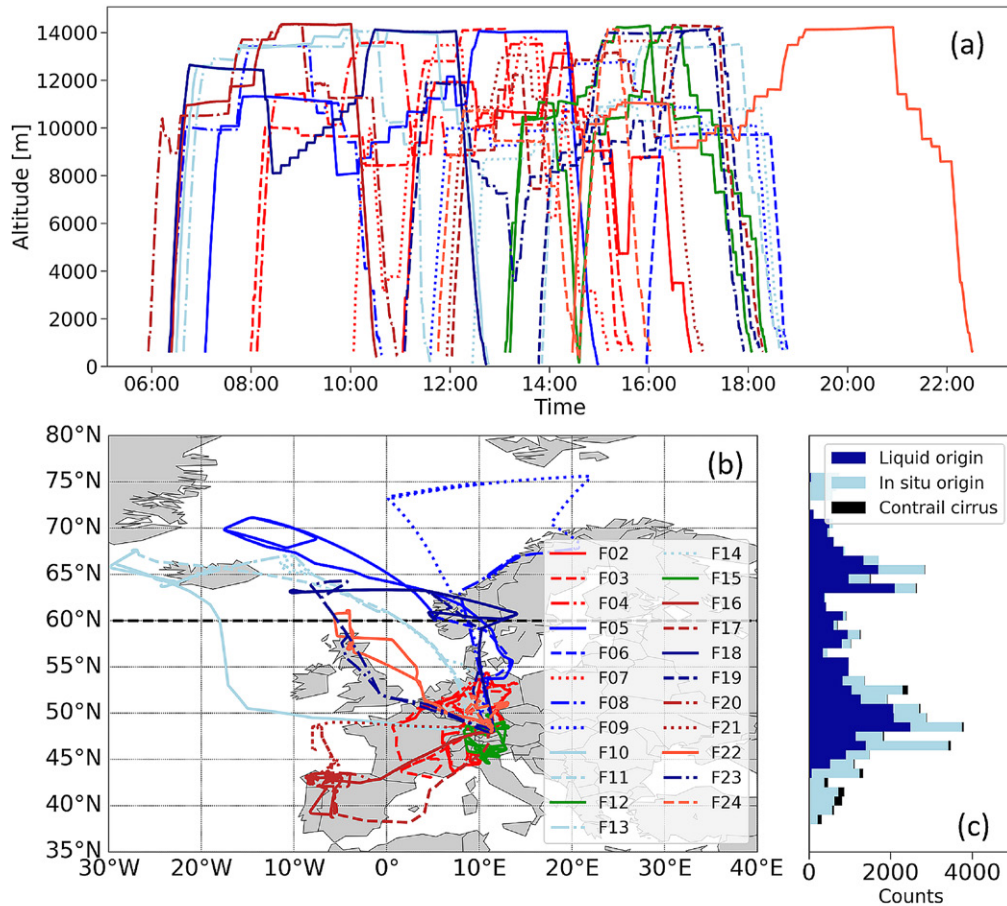 (a)
Altitude [m]
14000
12000
10000
8000
6000
4000
2000
0
06:00 08:00 10:00 12:00 14:00 16:00 18:00 20:00 22:00
Time
(b)
80°N
75°N
70°N
65°N
60°N
55°N
50°N
45°N
40°N
35°N
30°W 20°W 10°W 0° 10°E 20°E 30°E 40°E
F02
F03
F04
F05
F06
F07
F08
F09
F10
F11
F12
F13
F14
F15
F16
F17
F18
F19
F20
F21
F22
F23
F24
Liquid origin
In situ origin
Contrail cirrus
(c)
0 2000 4000
Counts